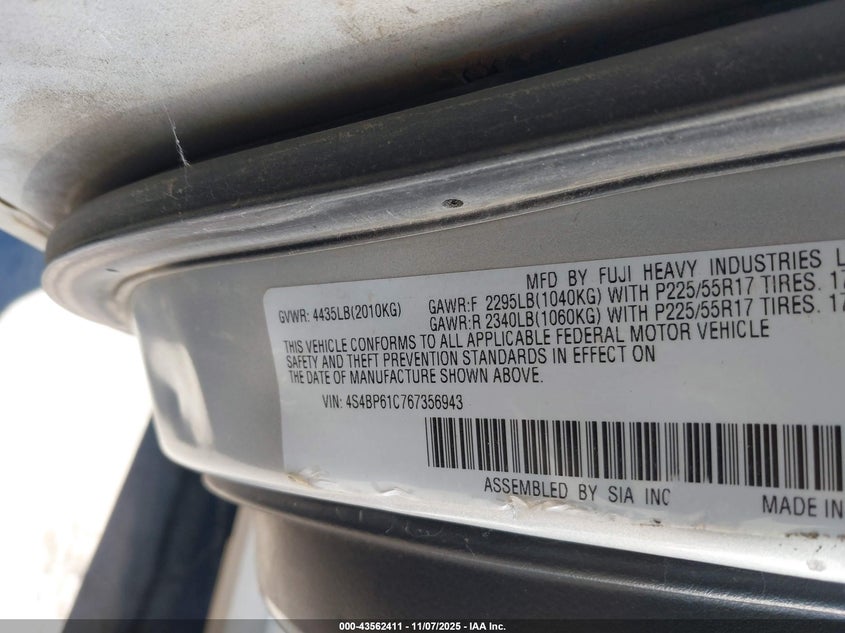 MFD BY FUJI HEAVY INDUSTRIES L
GVWR: 4435LB(2010KG)
GAWR:F 2295LB(1040KG) WITH P225/55R17 TIRES. 17
GAWR:R 2340LB(1060KG) WITH P225/55R17 TIRES. 17
THIS VEHICLE CONFORMS TO ALL APPLICABLE FEDERAL MOTOR VEHICLE
SAFETY AND THEFT PREVENTION STANDARDS IN EFFECT ON
THE DATE OF MANUFACTURE SHOWN ABOVE.
VIN: 4S4BP61C767356943
ASSEMBLED BY SIA INC
MADE IN
000-43562411 - 11/07/2025 - IAA Inc.